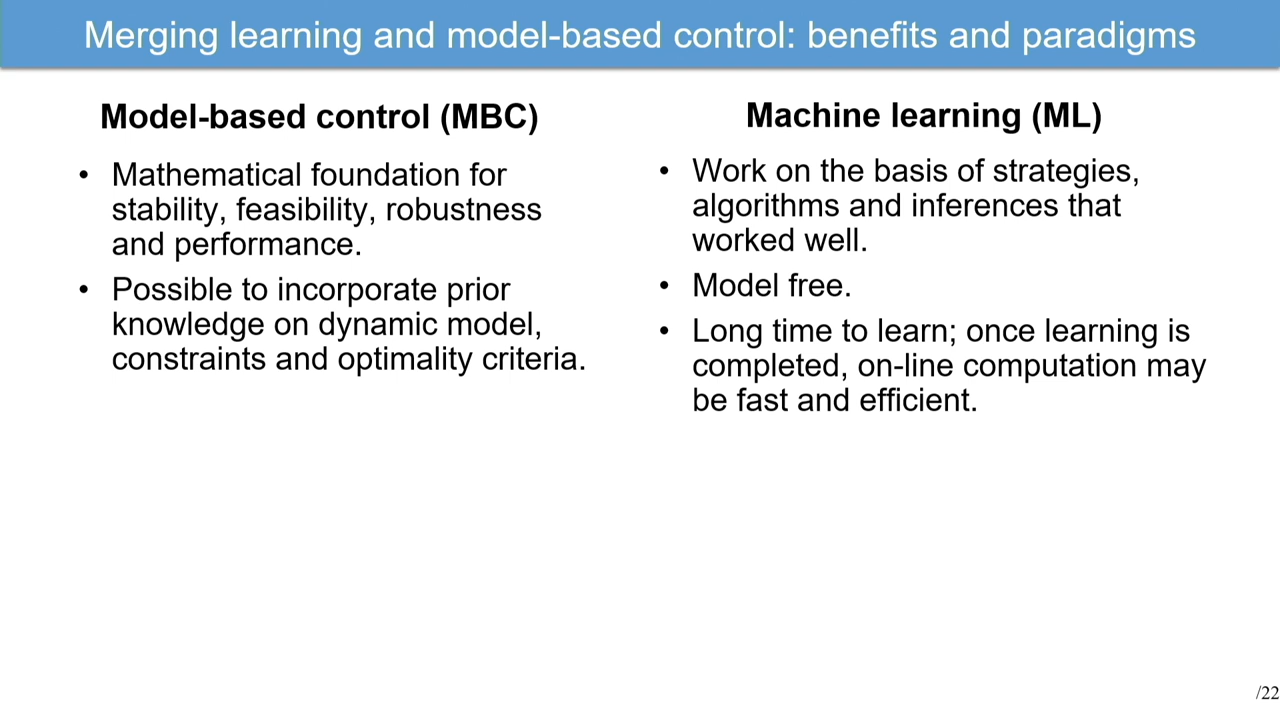 Merging learning and model-based control: benefits and paradigms
Model-based control (MBC)
• Mathematical foundation for
stability, feasibility, robustness
and performance.
• Possible to incorporate prior
knowledge on dynamic model,
constraints and optimality criteria.
Machine learning (ML)
• Work on the basis of strategies,
algorithms and inferences that
worked well.
• Model free.
• Long time to learn; once learning is
completed, on-line computation may
be fast and efficient.
/22